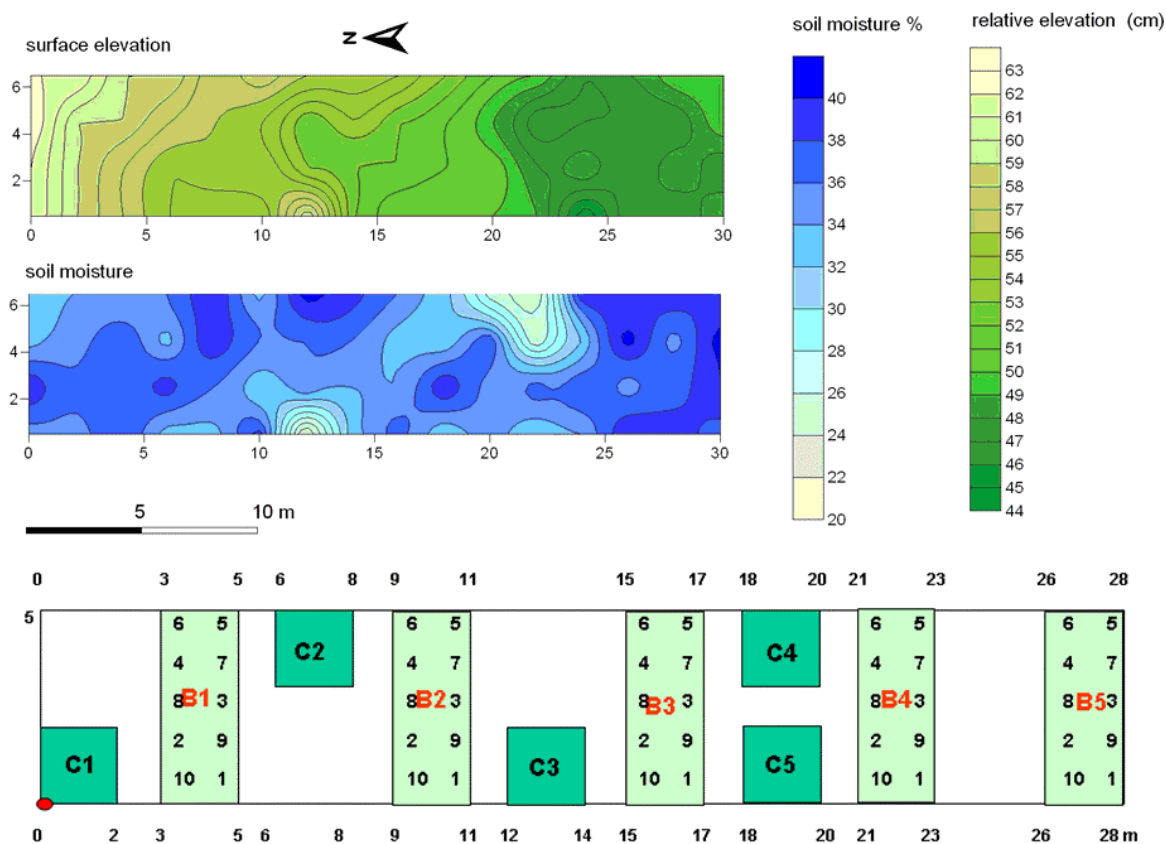 surface elevation
N
soil moisture %
relative elevation (cm)
6
4
2
0 5 10 15 20 25 30
soil moisture
6
4
2
0 5 10 15 20 25 30
40
38
36
34
32
30
28
26
24
22
20
63
62
60
59
58
57
56
55
54
53
52
51
50
49
48
47
46
45
44
5 10 m
0 3 5 6 8 9 11 15 17 18 20 21 23 26 28
5
6 5 6 5 6 5 6 5 6 5
C2 C4
4 7 4 7 4 7 4 7 4 7
8 B1 3 8 B2 3 8 B3 3 8 B4 3 8 B5 3
2 9 2 9 2 9 2 9 2 9
C1 C3 C5
10 1 10 1 10 1 10 1 10 1
0 2 3 5 6 8 9 11 12 14 15 17 18 20 21 23 26 28 m